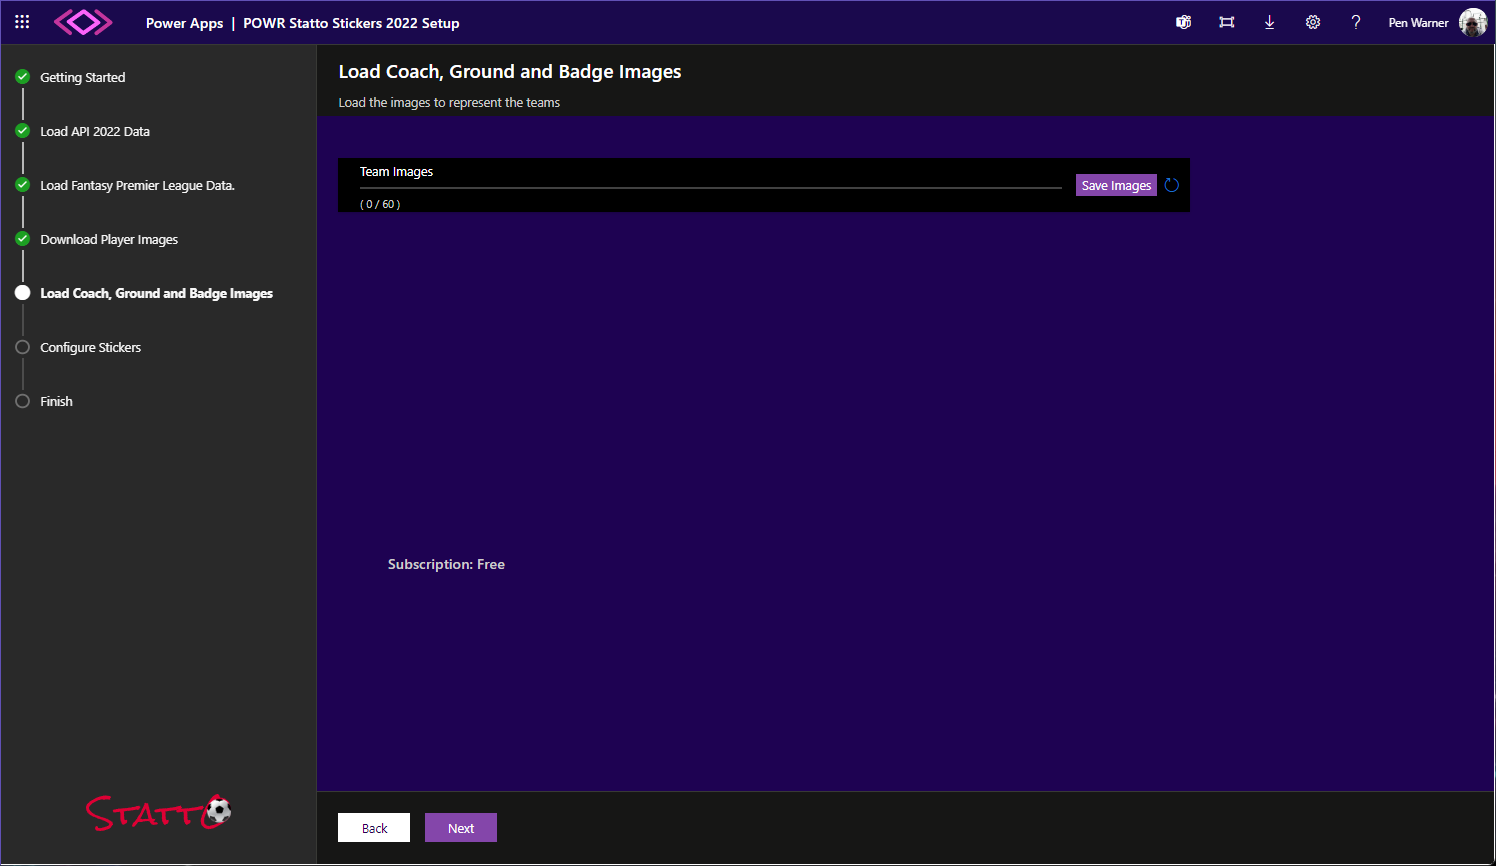 Power Apps | POWR Statto Stickers 2022 Setup
? Pen Warner
Getting Started
Load API 2022 Data
Load Fantasy Premier League Data.
Download Player Images
Load Coach, Ground and Badge Images
Configure Stickers
Finish
STATTO
Load Coach, Ground and Badge Images
Load the images to represent the teams
Team Images
( 0 / 60 )
Save Images
Subscription: Free
Back
Next